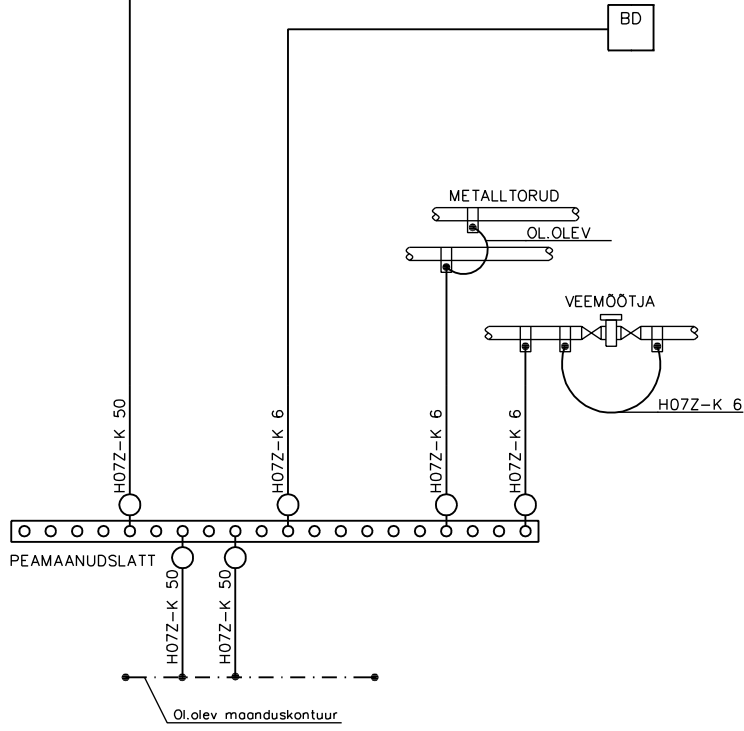 BD
METALLTORUD
OL.OLEV
VEEMÕÕTJA
H07Z-K 6
H07Z-K 50
H07Z-K 6
H07Z-K 6
H07Z-K 6
PEAMAANUDSLATT
H07Z-K 50
H07Z-K 50
Ol.olev maanduskontuur